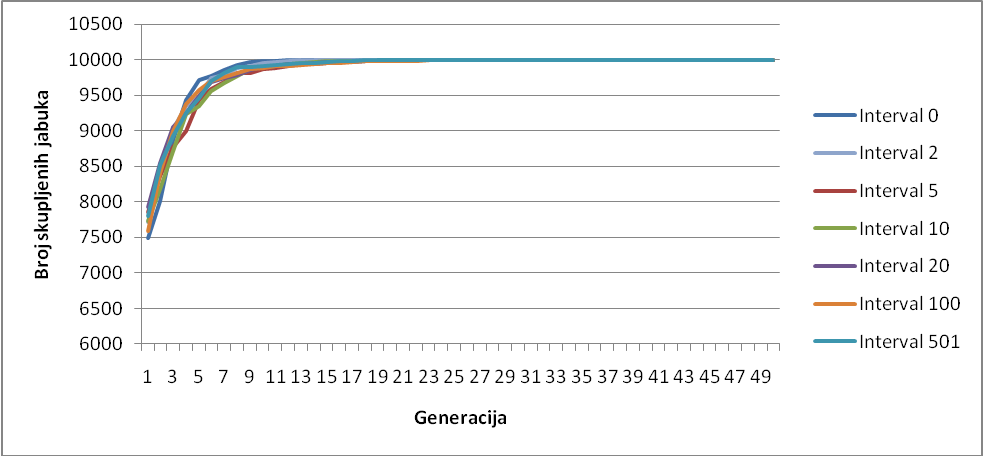 10500
10000
9500
9000
8500
8000
7500
7000
6500
6000
Broj skupljenih jabuka
1 3 5 7 9 11 13 15 17 19 21 23 25 27 29 31 33 35 37 39 41 43 45 47 49
Generacija
Interval 0
Interval 2
Interval 5
Interval 10
Interval 20
Interval 100
Interval 501